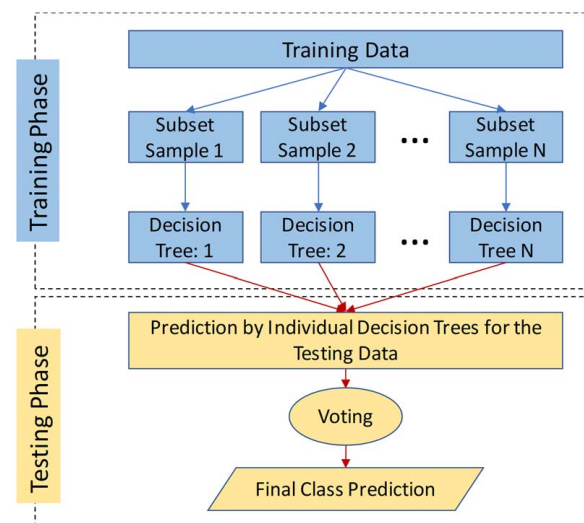 Training Phase
Training Data
Subset
Sample 1
Subset
Sample 2
...
Subset
Sample N
Decision
Tree: 1
Decision
Tree: 2
...
Decision
Tree N
Testing Phase
Prediction by Individual Decision Trees for the
Testing Data
Voting
Final Class Prediction